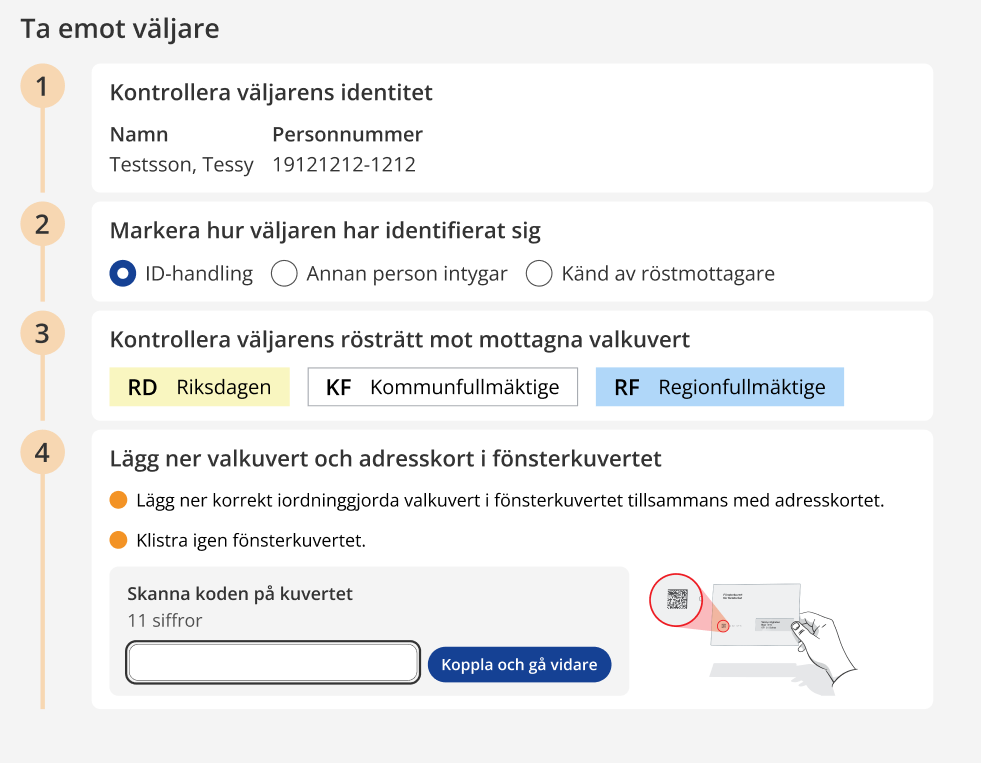 Ta emot väljare
1
Kontrollera väljarens identitet
Namn Personnummer
Testsson, Tessy 19121212-1212
2
Markera hur väljaren har identifierat sig
ID-handling Annan person intygar Känd av röstmottagare
3
Kontrollera väljarens rösträtt mot mottagna valkuvert
RD Riksdagen KF Kommunfullmäktige RF Regionfullmäktige
4
Lägg ner valkuvert och adresskort i fönsterkuvertet
Lägg ner korrekt iordninggjorda valkuvert i fönsterkuvertet tillsammans med adresskortet.
Klistra igen fönsterkuvertet.
Skanna koden på kuvertet
11 siffror
Koppla och gå vidare